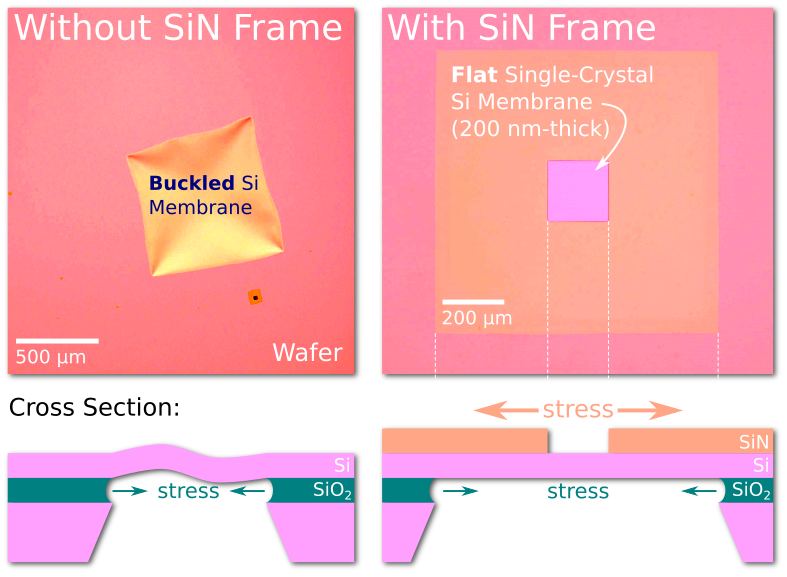 Without SiN Frame
Buckled Si
Membrane
500 µm
Wafer
With SiN Frame
Flat Single-Crystal
Si Membrane
(200 nm-thick)
200 µm
Cross Section:
Si
SiO₂
stress
stress
SiN
Si
SiO₂
stress